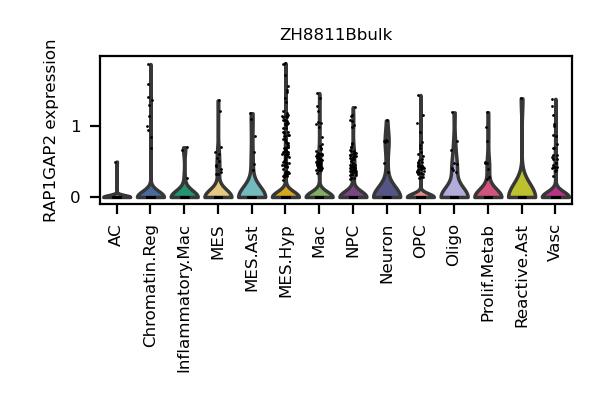 ZH8811Bbulk
RAP1GAP2 expression
1
0
AC
Chromatin.Reg
Inflammatory.Mac
MES
MES.Ast
MES.Hyp
Mac
NPC
Neuron
OPC
Oligo
Prolif.Metab
Reactive.Ast
Vasc